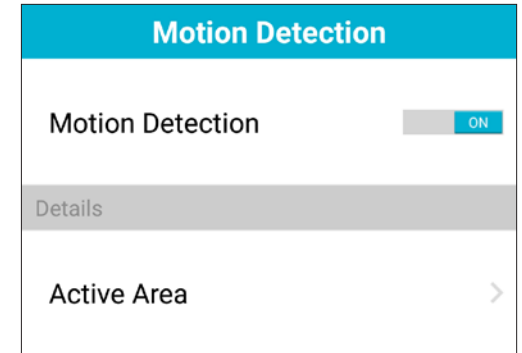 Motion Detection
Motion Detection ON
Details
Active Area